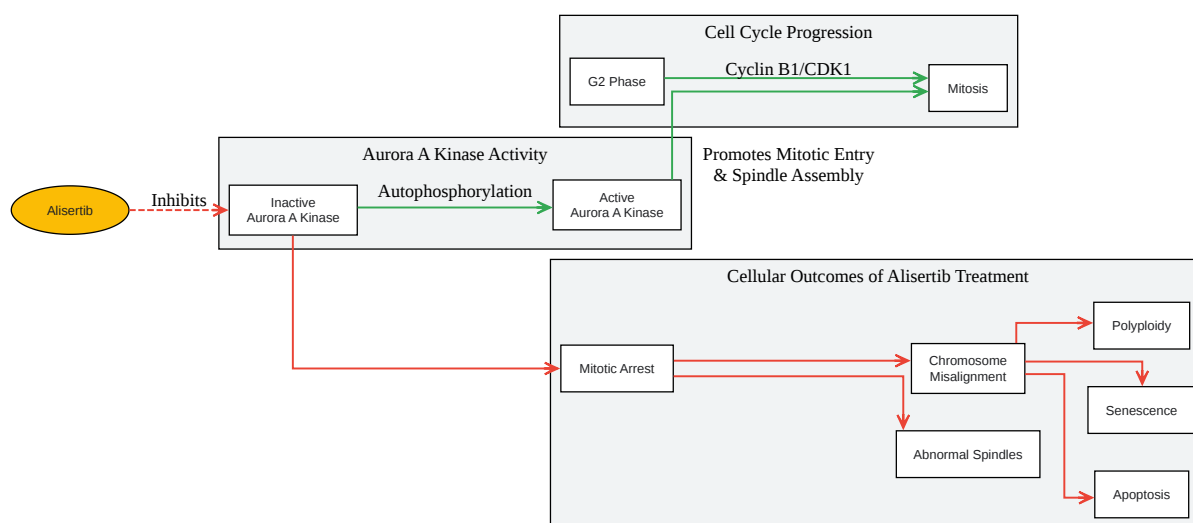 Cell Cycle Progression
G2 Phase
Cyclin B1/CDK1
Mitosis
Aurora A Kinase Activity
Promotes Mitotic Entry
& Spindle Assembly
Alisertib
Inhibits
Inactive
Aurora A Kinase
Autophosphorylation
Active
Aurora A Kinase
Cellular Outcomes of Alisertib Treatment
Mitotic Arrest
Chromosome
Misalignment
Polyploidy
Senescence
Abnormal Spindles
Apoptosis